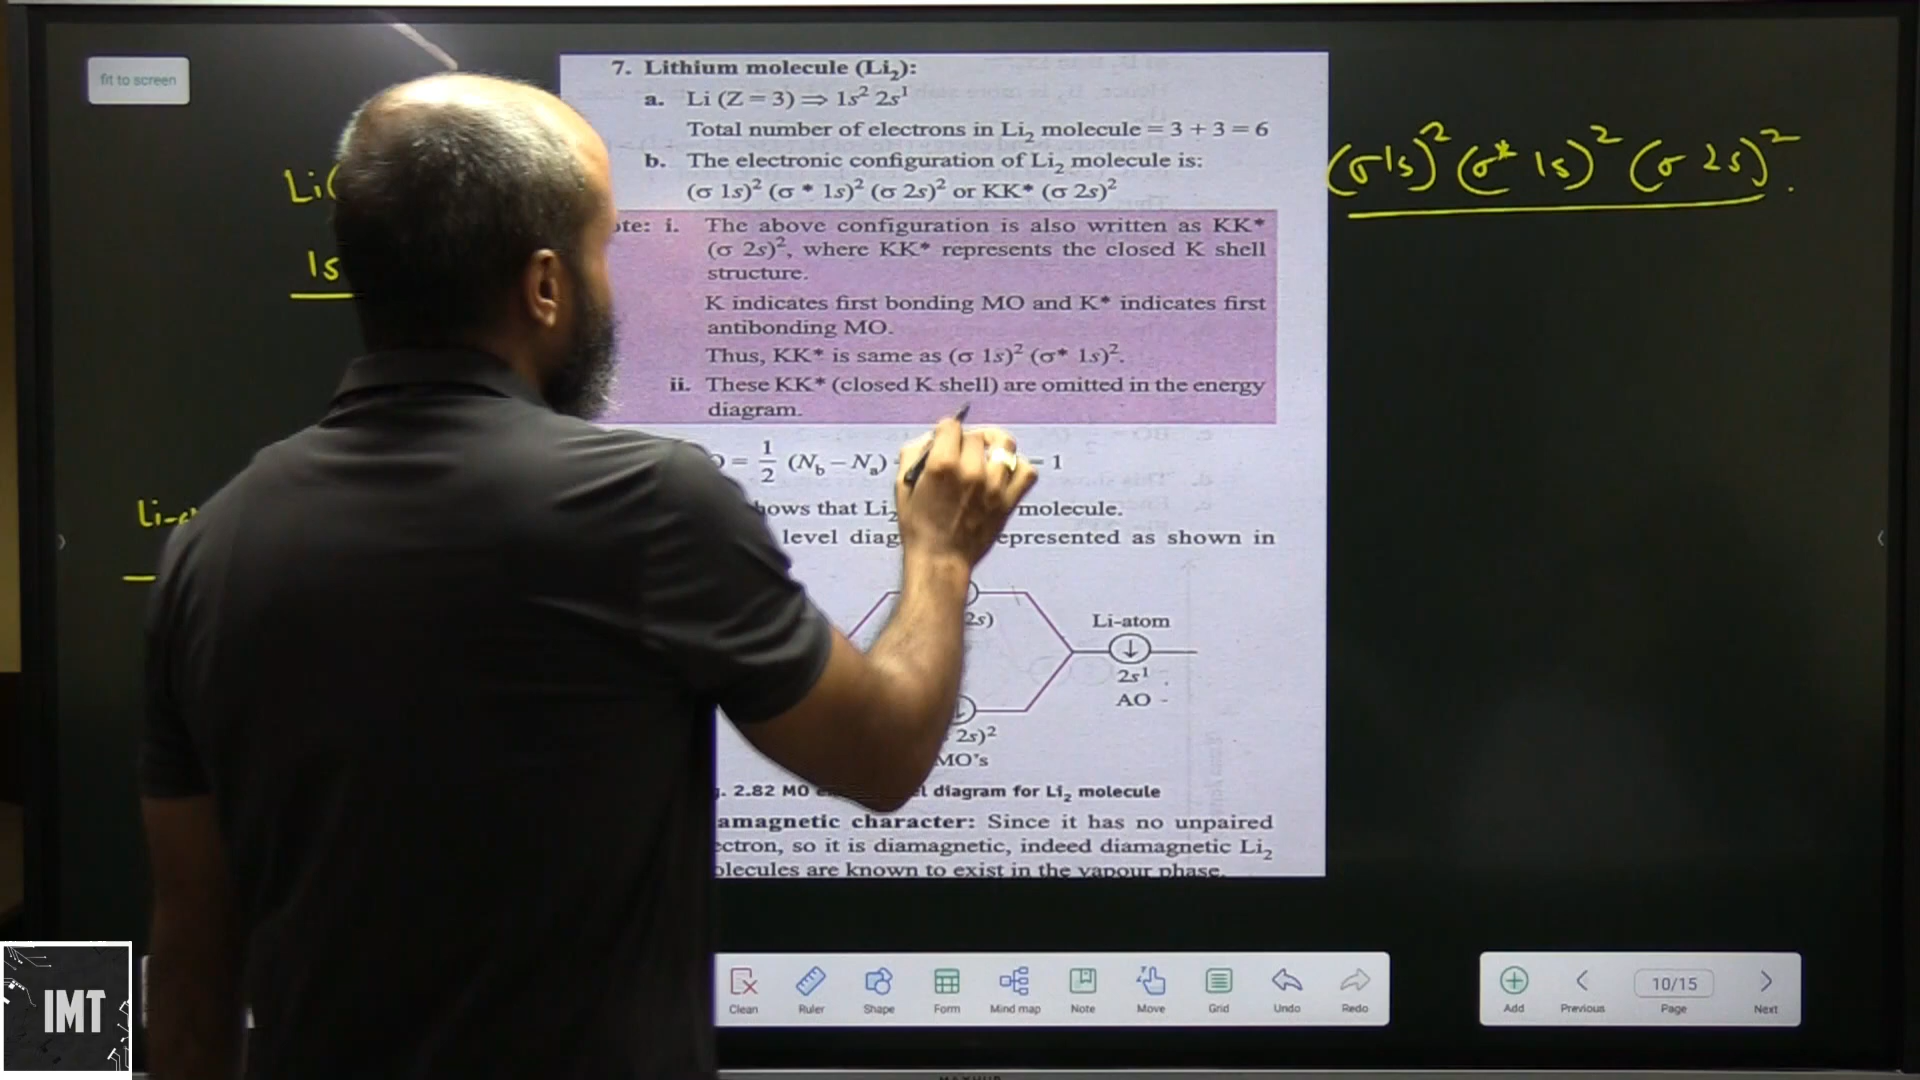 fit to screen
7. Lithium molecule (Li₂):
a. Li (Z = 3) ⇒ 1s² 2s¹
Total number of electrons in Li₂ molecule = 3 + 3 = 6
b. The electronic configuration of Li₂ molecule is:
(σ 1s)² (σ * 1s)² (σ 2s)² or KK* (σ 2s)²
(σ1s)² (σ* 1s)² (σ 2s)².
Li(
1s
te: i. The above configuration is also written as KK*
(σ 2s)², where KK* represents the closed K shell
structure.
K indicates first bonding MO and K* indicates first
antibonding MO.
Thus, KK* is same as (σ 1s)² (σ* 1s)².
ii. These KK* (closed K shell) are omitted in the energy
diagram.
= 1/2 (N_b – N_a) = 1
Li-
ows that Li₂ molecule.
level diag epresented as shown in
2s)
Li-atom
↓
2s¹
AO
2s)²
MO's
. 2.82 MO l diagram for Li₂ molecule
amagnetic character: Since it has no unpaired
ectron, so it is diamagnetic, indeed diamagnetic Li₂
olecules are known to exist in the vapour phase.
Clean Ruler Shape Form Mind map Note Move Grid Undo Redo
Add Previous 10/15 Page Next
IMT